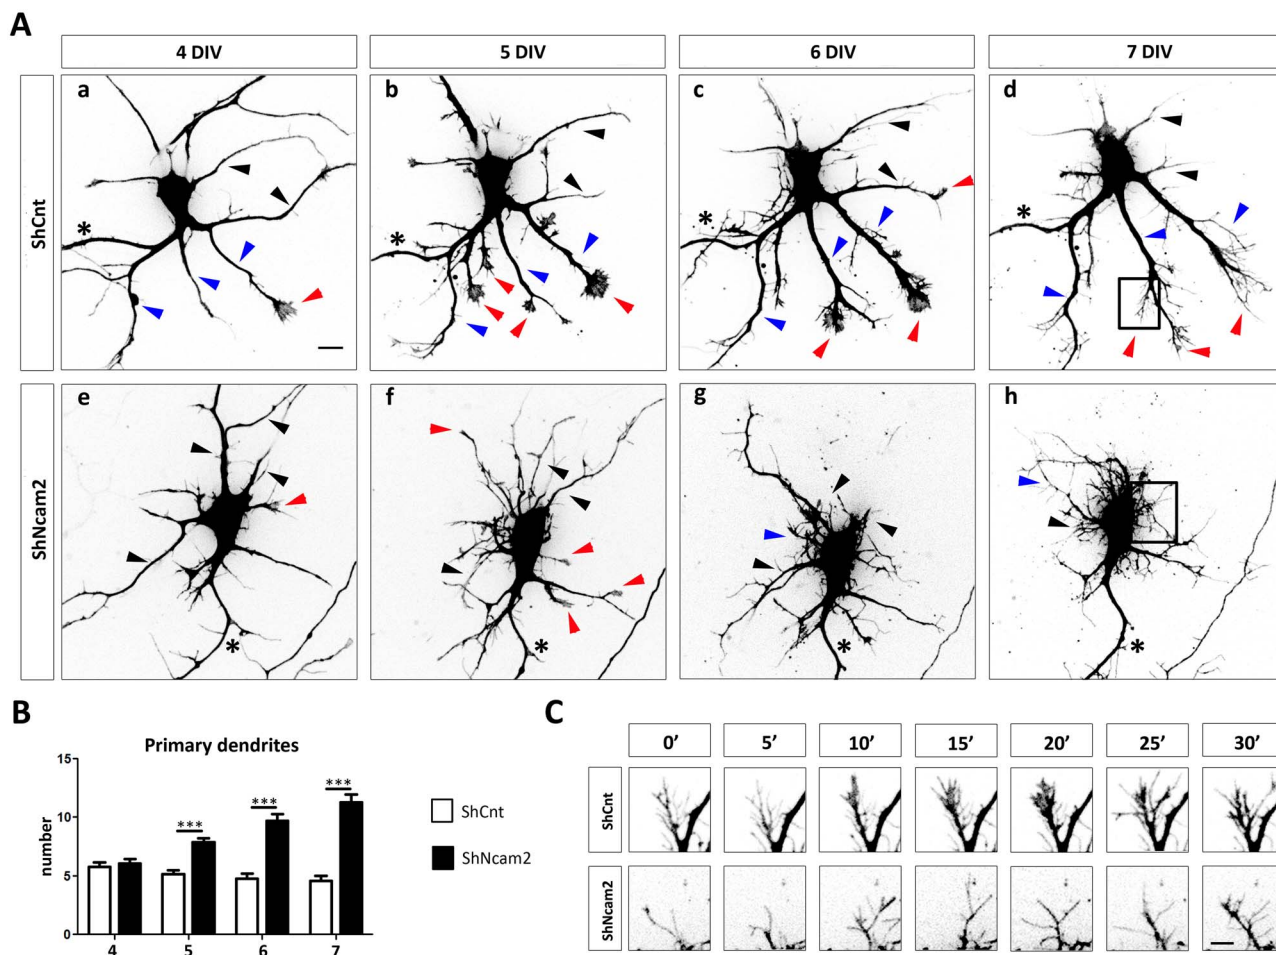 A
4 DIV
5 DIV
6 DIV
7 DIV
ShCnt
a
b
c
d
*
*
*
*
ShNcam2
e
f
g
h
*
*
*
*
B
Primary dendrites
number
15
10
5
0
***
***
***
4
5
6
7
ShCnt
ShNcam2
C
0’
5’
10’
15’
20’
25’
30’
ShCnt
ShNcam2